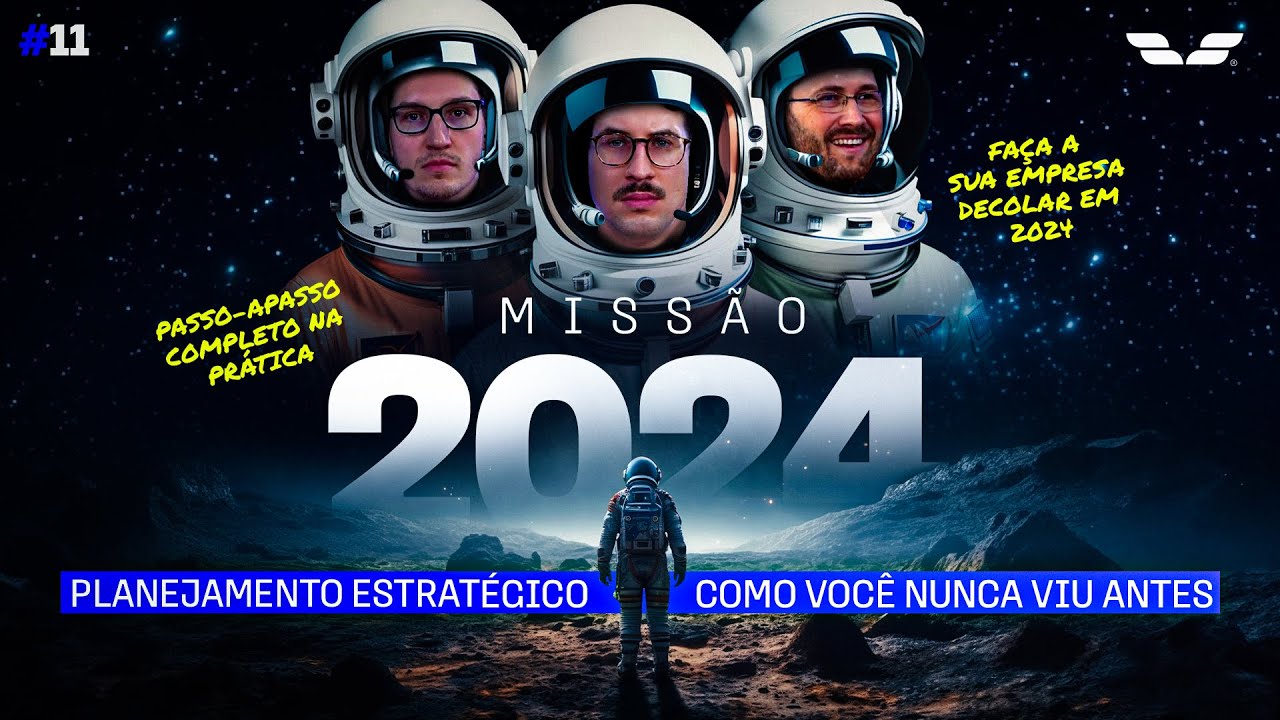 #11
FAÇA A
SUA EMPRESA
DECOLAR EM
2024
PASSO-APASSO
COMPLETO NA
PRÁTICA
MISSÃO
2024
PLANEJAMENTO ESTRATÉGICO COMO VOCÊ NUNCA VIU ANTES